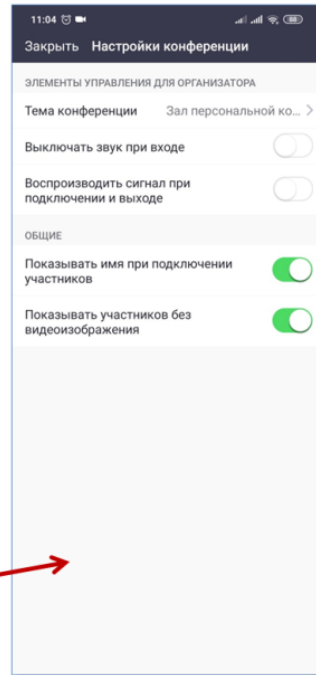 11:04
Закрыть Настройки конференции
ЭЛЕМЕНТЫ УПРАВЛЕНИЯ ДЛЯ ОРГАНИЗАТОРА
Тема конференции Зал персональной ко...
Выключать звук при входе
Воспроизводить сигнал при
подключении и выходе
ОБЩИЕ
Показывать имя при подключении
участников
Показывать участников без
видеоизображения